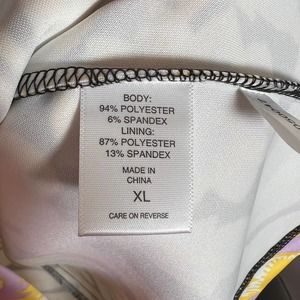 BODY:
94% POLYESTER
6% SPANDEX
LINING:
87% POLYESTER
13% SPANDEX
MADE IN
CHINA
XL
CARE ON REVERSE